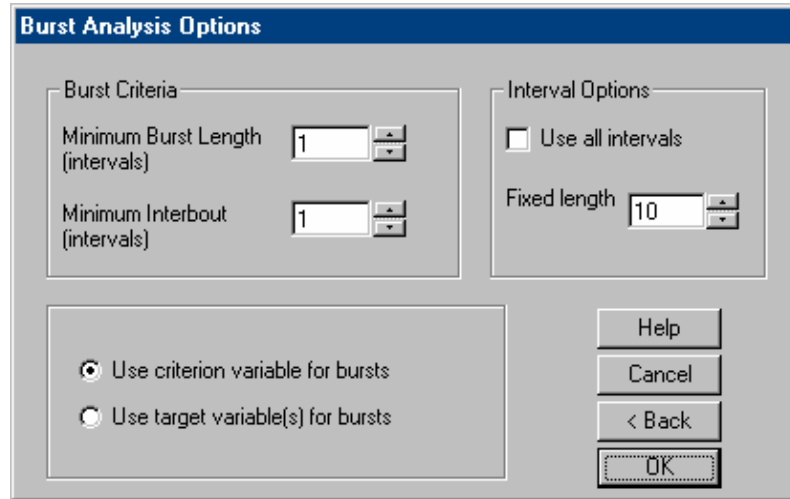 Burst Analysis Options
Burst Criteria
Minimum Burst Length
(intervals)
1
Minimum Interbout
(intervals)
1
Interval Options
Use all intervals
Fixed length
10
Use criterion variable for bursts
Use target variable(s) for bursts
Help
Cancel
< Back
OK